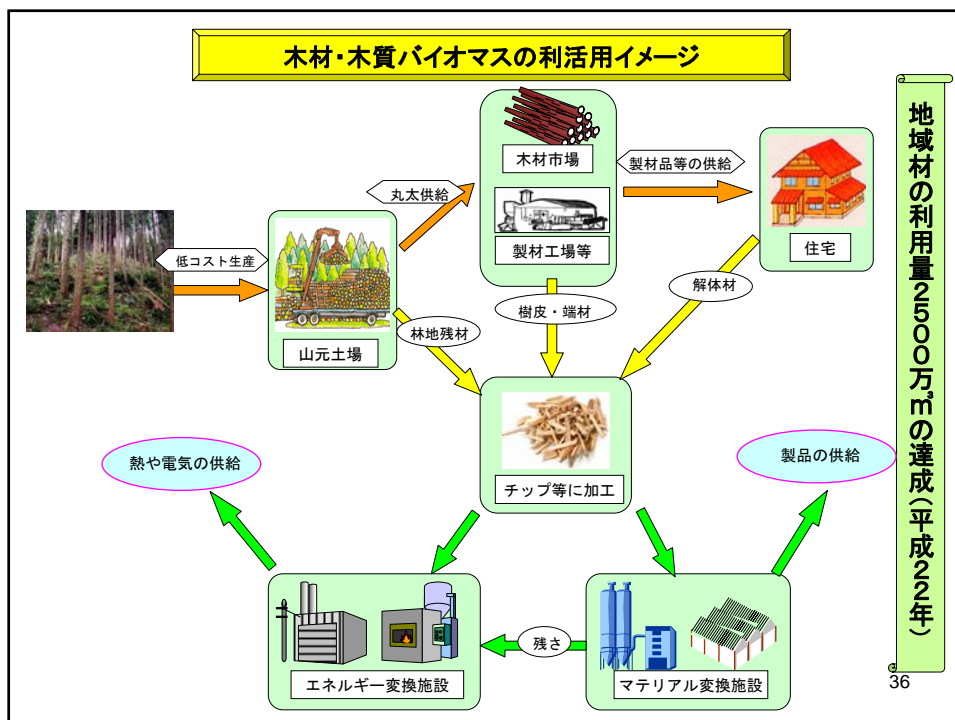 木材・木質バイオマスの利活用イメージ
木材市場
製材品等の供給
丸太供給
低コスト生産
製材工場等
住宅
山元土場
林地残材
樹皮・端材
解体材
チップ等に加工
熱や電気の供給
製品の供給
残さ
エネルギー変換施設
マテリアル変換施設
地域材の利用量2500万㎥の達成(平成22年)
36